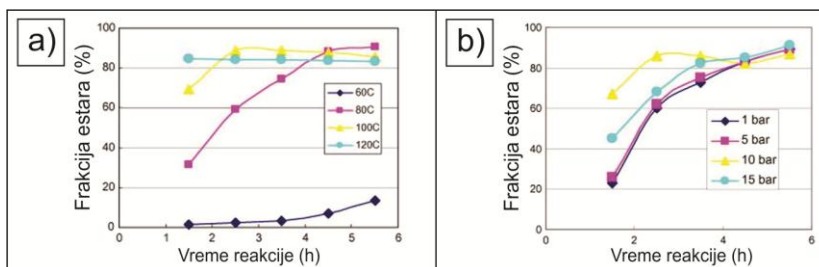 a)
Frakcija estara (%)
100
80
60
40
20
0
0 1 2 3 4 5 6
Vreme reakcije (h)
60C
80C
100C
120C
b)
Frakcija estara (%)
100
80
60
40
20
0
0 2 4 6
Vreme reakcije (h)
1 bar
5 bar
10 bar
15 bar